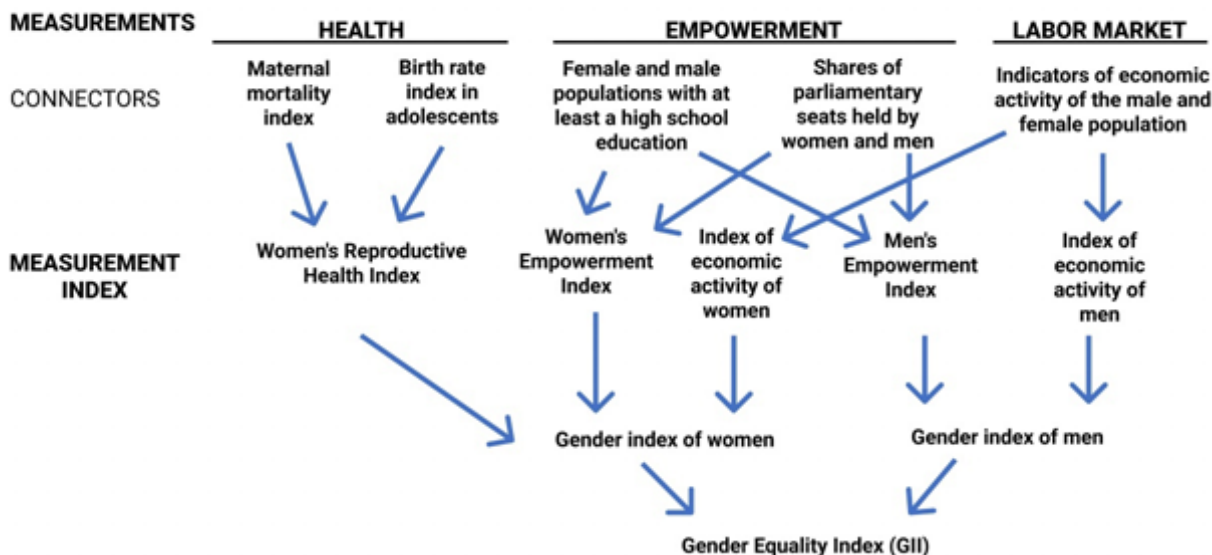 MEASUREMENTS
HEALTH
EMPOWERMENT
LABOR MARKET
CONNECTORS
Maternal
mortality
index
Birth rate
index in
adolescents
Female and male
populations with at
least a high school
education
Shares of
parliamentary
seats held by
women and men
Indicators of economic
activity of the male and
female population
MEASUREMENT
INDEX
Women's Reproductive
Health Index
Women's
Empowerment
Index
Index of
economic
activity of
women
Men's
Empowerment
Index
Index of
economic
activity of
men
Gender index of women
Gender index of men
Gender Equality Index (GII)